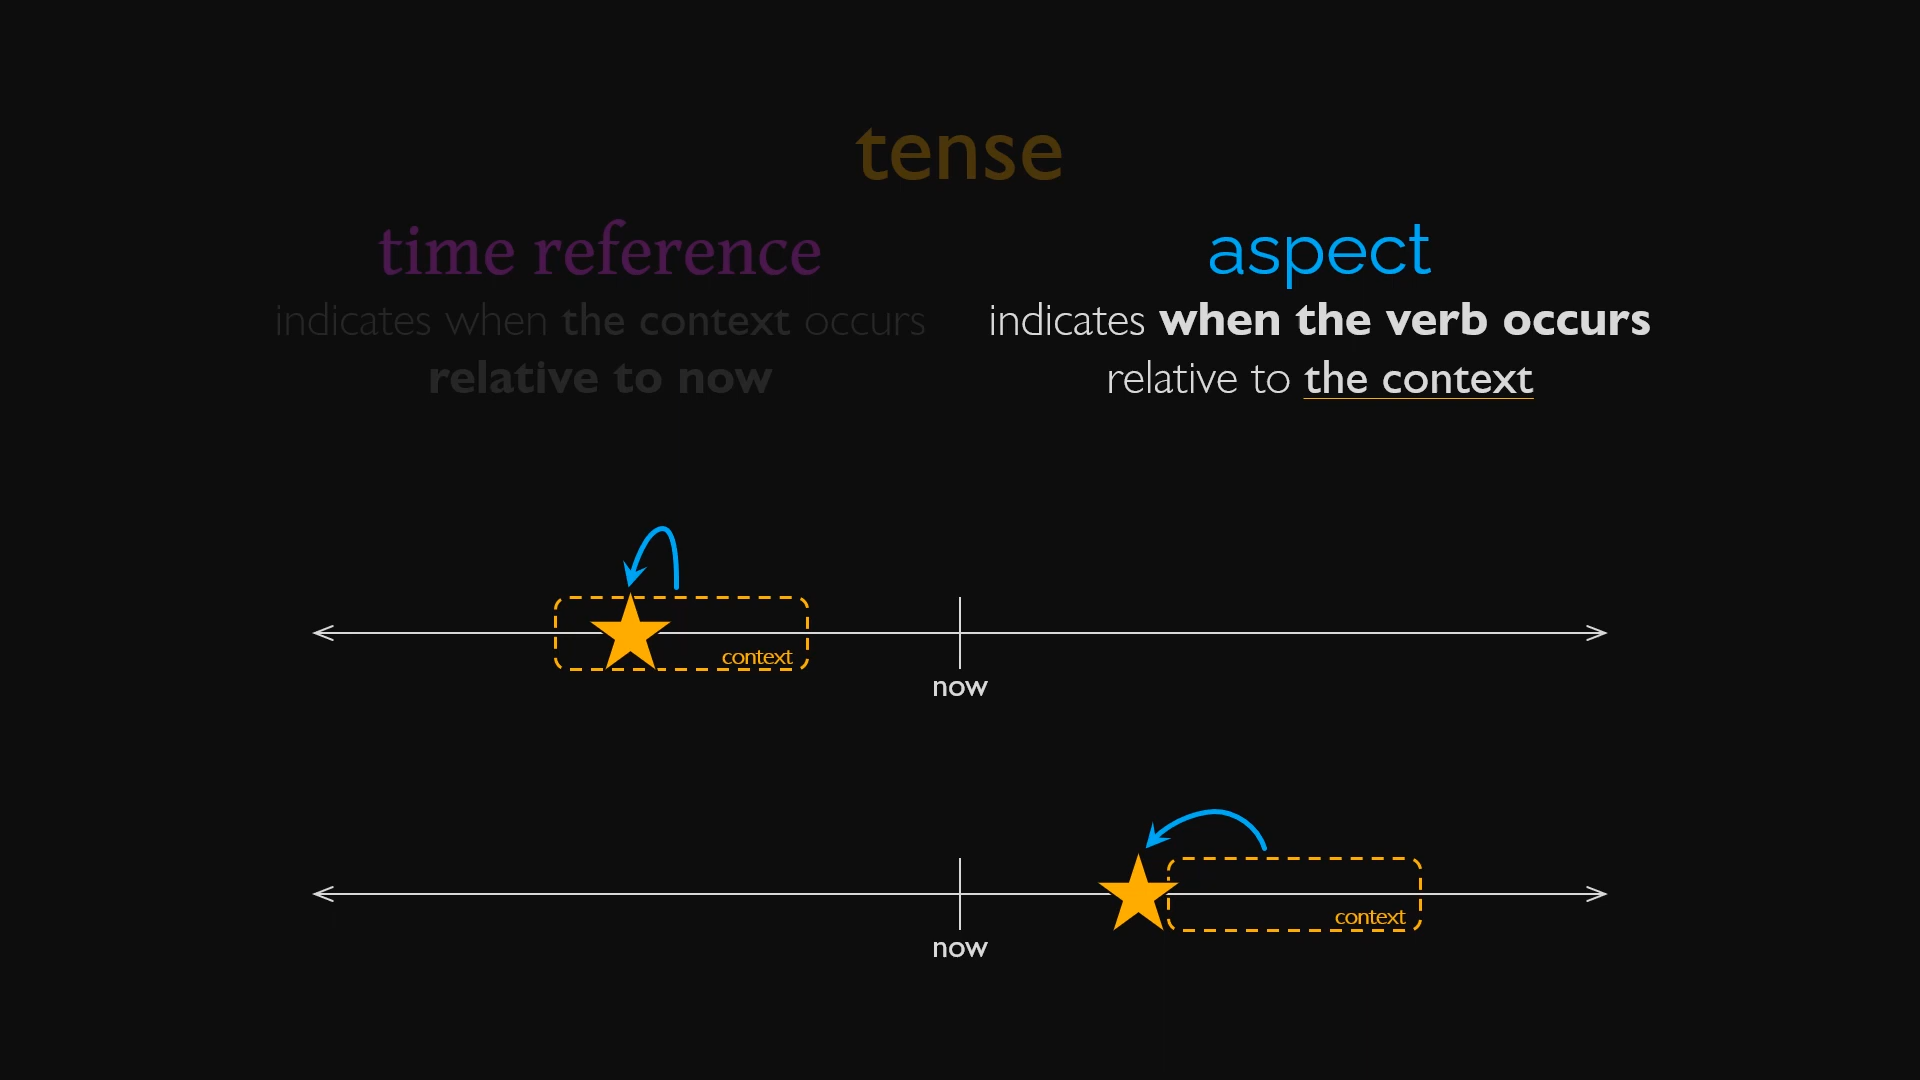 tense
time reference
indicates when the context occurs
relative to now
aspect
indicates when the verb occurs
relative to the context
context
now
context
now